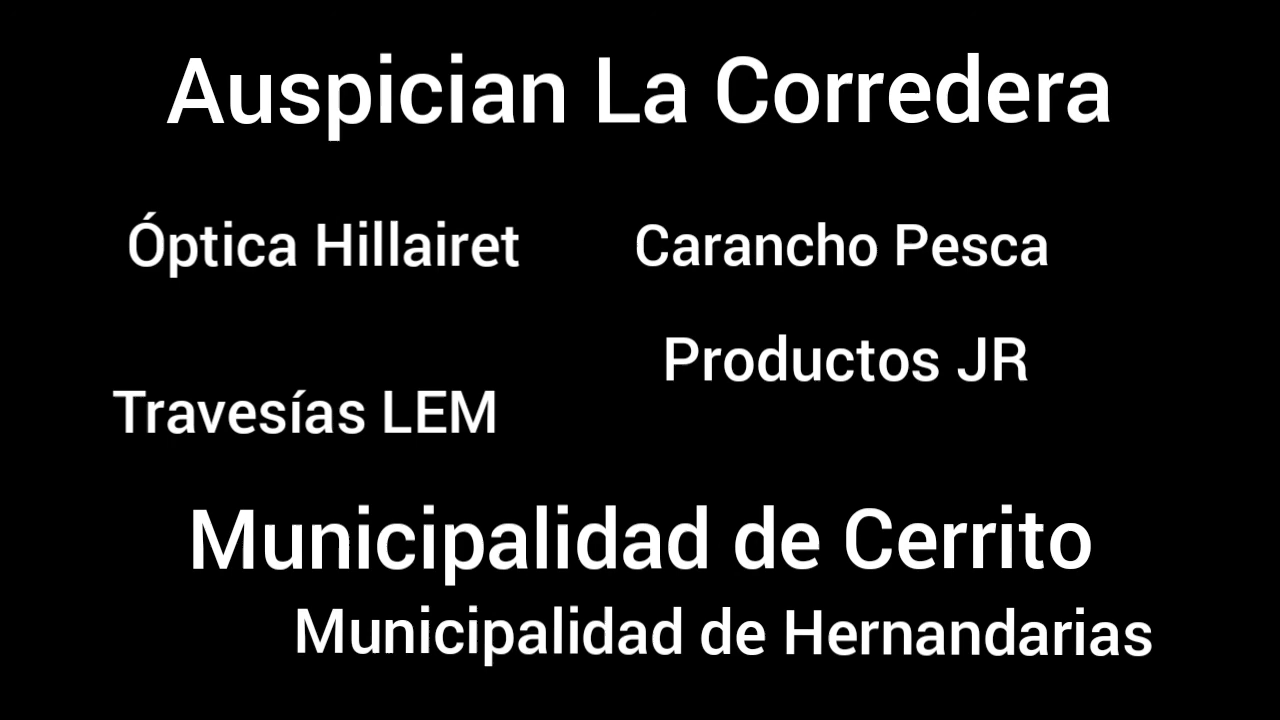 Auspician La Corredera
Óptica Hillairet
Carancho Pesca
Productos JR
Travesías LEM
Municipalidad de Cerrito
Municipalidad de Hernandarias